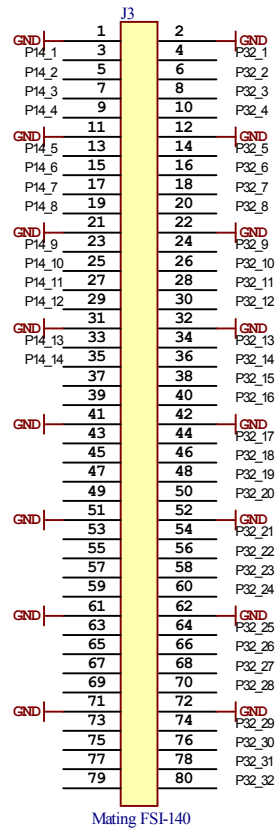 J3
GND 1 2 GND
P14_1 3 4 P32_1
P14_2 5 6 P32_2
P14_3 7 8 P32_3
P14_4 9 10 P32_4
GND 11 12 GND
P14_5 13 14 P32_5
P14_6 15 16 P32_6
P14_7 17 18 P32_7
P14_8 19 20 P32_8
GND 21 22 GND
P14_9 23 24 P32_9
P14_10 25 26 P32_10
P14_11 27 28 P32_11
P14_12 29 30 P32_12
GND 31 32 GND
P14_13 33 34 P32_13
P14_14 35 36 P32_14
37 38 P32_15
39 40 P32_16
GND 41 42 GND
43 44 P32_17
45 46 P32_18
47 48 P32_19
49 50 P32_20
GND 51 52 GND
53 54 P32_21
55 56 P32_22
57 58 P32_23
59 60 P32_24
GND 61 62 GND
63 64 P32_25
65 66 P32_26
67 68 P32_27
69 70 P32_28
GND 71 72 GND
73 74 P32_29
75 76 P32_30
77 78 P32_31
79 80 P32_32
Mating FSI-140